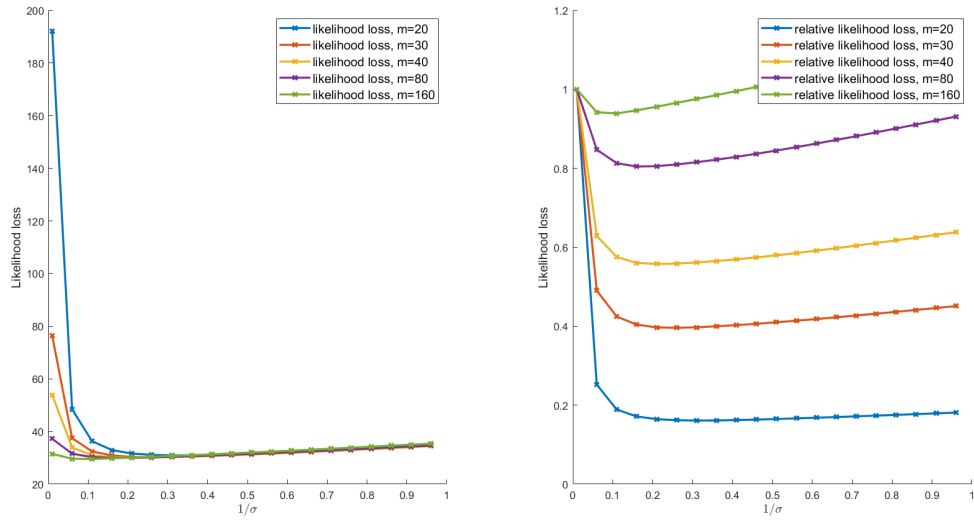 200
180
160
140
120
100
80
60
40
20
Likelihood loss
0 0.1 0.2 0.3 0.4 0.5 0.6 0.7 0.8 0.9 1
1/σ
likelihood loss, m=20
likelihood loss, m=30
likelihood loss, m=40
likelihood loss, m=80
likelihood loss, m=160
1.2
1
0.8
0.6
0.4
0.2
0
Likelihood loss
0 0.1 0.2 0.3 0.4 0.5 0.6 0.7 0.8 0.9 1
1/σ
relative likelihood loss, m=20
relative likelihood loss, m=30
relative likelihood loss, m=40
relative likelihood loss, m=80
relative likelihood loss, m=160